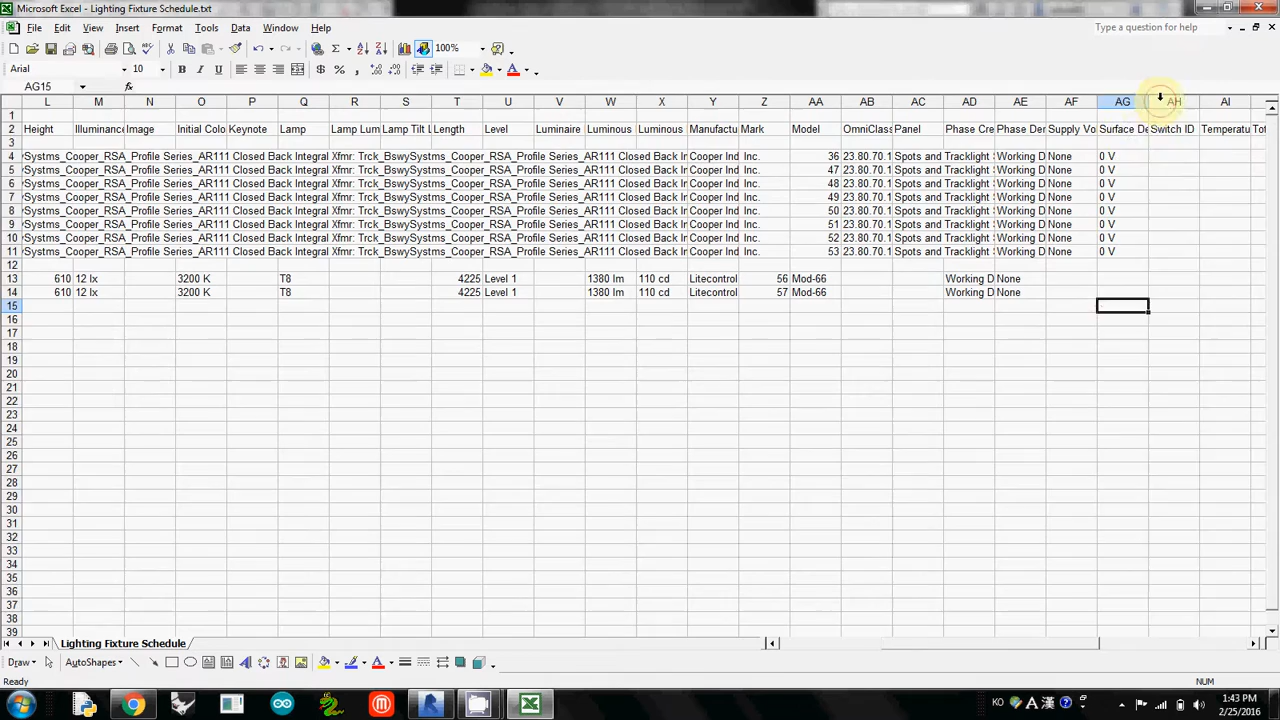 Microsoft Excel - Lighting Fixture Schedule.txt
File Edit View Insert Format Tools Data Window Help Type a question for help
100%
Arial 10 B I U $ %
AG15 fx
L M N O P Q R S T U V W X Y Z AA AB AC AD AE AF AG AH AI
1
2 Height Illuminance Image Initial Colo Keynote Lamp Lamp Lum Lamp Tilt L Length Level Luminaire Luminous Luminous Manufactu Mark Model OmniClass Panel Phase Cre Phase Den Supply Vo Surface De Switch ID Temperatu Tot
3
4 Systms_Cooper_RSA_Profile Series_AR111 Closed Back Integral Xfmr: Trck_BswySystms_Cooper_RSA_Profile Series_AR111 Closed Back In Cooper Ind Inc. 36 23.80.70.1 Spots and Tracklight Working D None 0 V
5 Systms_Cooper_RSA_Profile Series_AR111 Closed Back Integral Xfmr: Trck_BswySystms_Cooper_RSA_Profile Series_AR111 Closed Back In Cooper Ind Inc. 47 23.80.70.1 Spots and Tracklight Working D None 0 V
6 Systms_Cooper_RSA_Profile Series_AR111 Closed Back Integral Xfmr: Trck_BswySystms_Cooper_RSA_Profile Series_AR111 Closed Back In Cooper Ind Inc. 48 23.80.70.1 Spots and Tracklight Working D None 0 V
7 Systms_Cooper_RSA_Profile Series_AR111 Closed Back Integral Xfmr: Trck_BswySystms_Cooper_RSA_Profile Series_AR111 Closed Back In Cooper Ind Inc. 49 23.80.70.1 Spots and Tracklight Working D None 0 V
8 Systms_Cooper_RSA_Profile Series_AR111 Closed Back Integral Xfmr: Trck_BswySystms_Cooper_RSA_Profile Series_AR111 Closed Back In Cooper Ind Inc. 50 23.80.70.1 Spots and Tracklight Working D None 0 V
9 Systms_Cooper_RSA_Profile Series_AR111 Closed Back Integral Xfmr: Trck_BswySystms_Cooper_RSA_Profile Series_AR111 Closed Back In Cooper Ind Inc. 51 23.80.70.1 Spots and Tracklight Working D None 0 V
10 Systms_Cooper_RSA_Profile Series_AR111 Closed Back Integral Xfmr: Trck_BswySystms_Cooper_RSA_Profile Series_AR111 Closed Back In Cooper Ind Inc. 52 23.80.70.1 Spots and Tracklight Working D None 0 V
11 Systms_Cooper_RSA_Profile Series_AR111 Closed Back Integral Xfmr: Trck_BswySystms_Cooper_RSA_Profile Series_AR111 Closed Back In Cooper Ind Inc. 53 23.80.70.1 Spots and Tracklight Working D None 0 V
12
13 610 12 lx 3200 K T8 4225 Level 1 1380 lm 110 cd Litecontrol 56 Mod-66 Working D None
14 610 12 lx 3200 K T8 4225 Level 1 1380 lm 110 cd Litecontrol 57 Mod-66 Working D None
15
16
17
18
19
20
21
22
23
24
25
26
27
28
29
30
31
32
33
34
35
36
37
38
39
Lighting Fixture Schedule
Draw AutoShapes
Ready NUM
KO A 漢 1:43 PM
2/25/2016